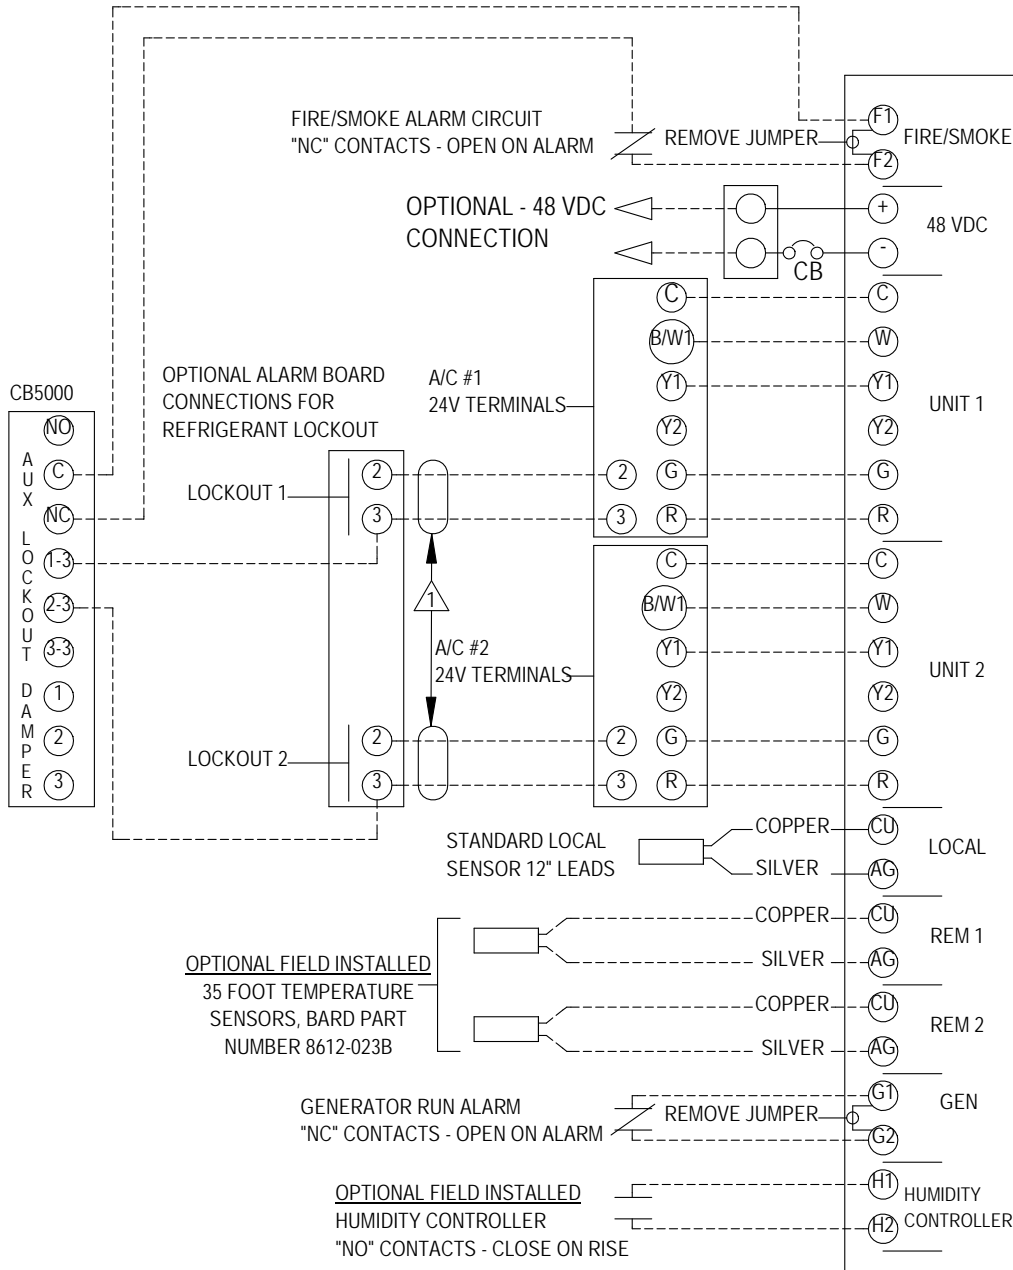 FIRE/SMOKE ALARM CIRCUIT
"NC" CONTACTS - OPEN ON ALARM
REMOVE JUMPER
F1
F2
FIRE/SMOKE
OPTIONAL - 48 VDC
CONNECTION
CB
+
-
48 VDC
CB5000
NO
C
NC
1-3
2-3
3-3
1
2
3
AUX LOCKOUT DAMPER
OPTIONAL ALARM BOARD
CONNECTIONS FOR
REFRIGERANT LOCKOUT
LOCKOUT 1
2
3
1
LOCKOUT 2
2
3
A/C #1
24V TERMINALS
C
B/W1
Y1
Y2
2
G
3
R
C
W
Y1
Y2
G
R
UNIT 1
A/C #2
24V TERMINALS
C
B/W1
Y1
Y2
2
G
3
R
C
W
Y1
Y2
G
R
UNIT 2
STANDARD LOCAL
SENSOR 12" LEADS
COPPER
SILVER
CU
AG
LOCAL
OPTIONAL FIELD INSTALLED
35 FOOT TEMPERATURE
SENSORS, BARD PART
NUMBER 8612-023B
COPPER
SILVER
CU
AG
REM 1
COPPER
SILVER
CU
AG
REM 2
GENERATOR RUN ALARM
"NC" CONTACTS - OPEN ON ALARM
REMOVE JUMPER
G1
G2
GEN
OPTIONAL FIELD INSTALLED
HUMIDITY CONTROLLER
"NO" CONTACTS - CLOSE ON RISE
H1
H2
HUMIDITY
CONTROLLER